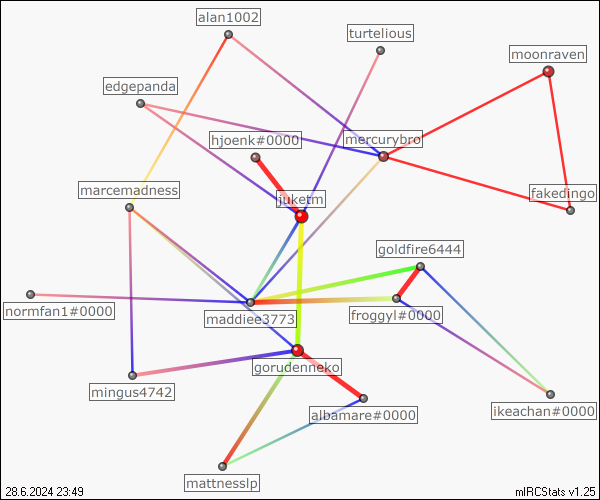 alan1002
turtelious
moonraven
edgepanda
hjoenk#0000
mercurybro
marcemadness
juketm
fakedingo
goldfire6444
normfan1#0000
maddiee3773
froggyl#0000
gorudenneko
mingus4742
albamare#0000
ikeachan#0000
mattnesslp
28.6.2024 23:49
mIRCStats v1.25